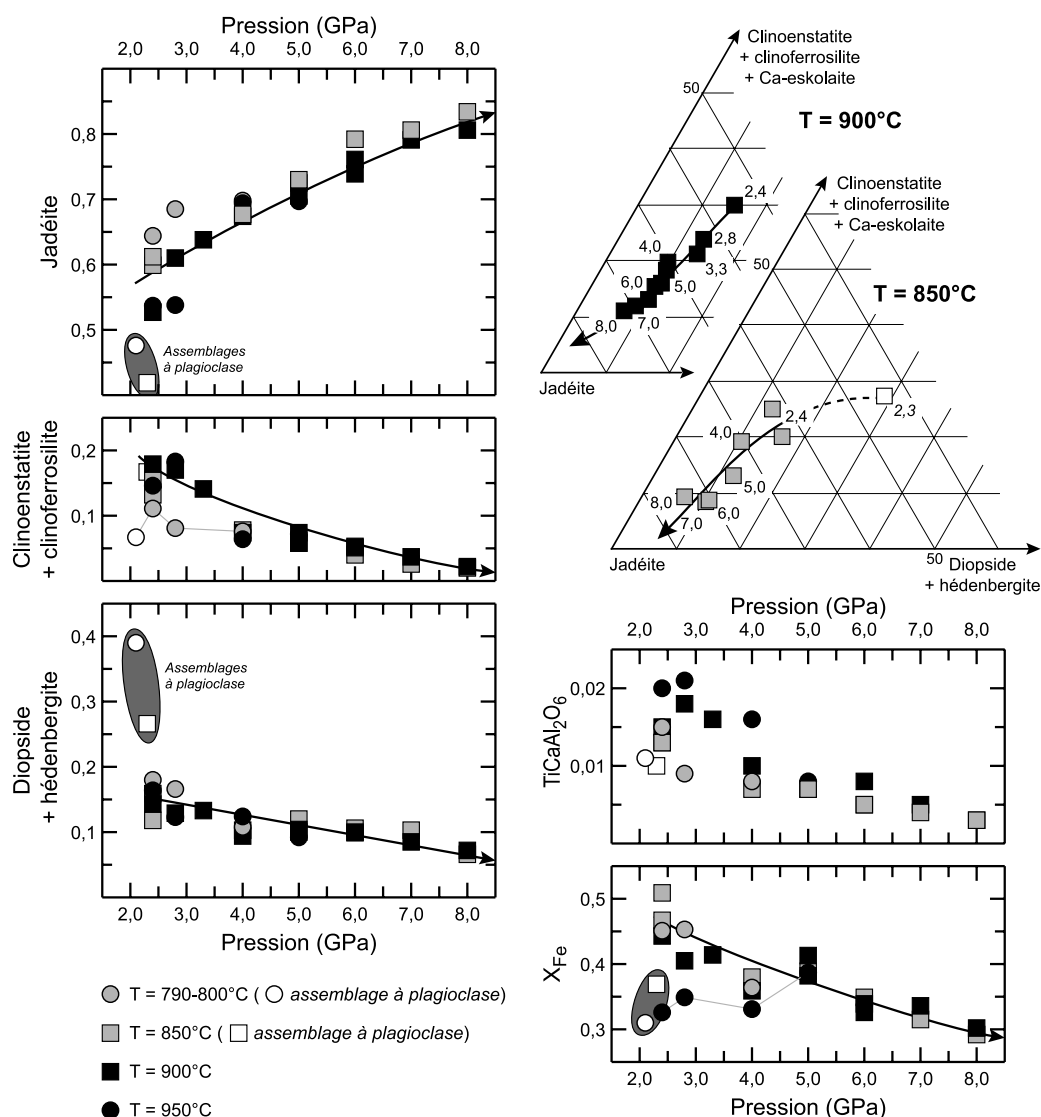 Pression (GPa)
2,0 3,0 4,0 5,0 6,0 7,0 8,0
0,8
0,7
0,6
0,5
Jadéite
Assemblages
à plagioclase
0,2
0,1
Clinoenstatite
+ clinoferrosilite
0,4
0,3
0,2
0,1
Diopside
+ hédenbergite
Assemblages
à plagioclase
2,0 3,0 4,0 5,0 6,0 7,0 8,0
Pression (GPa)
T = 790-800°C ( assemblage à plagioclase)
T = 850°C ( assemblage à plagioclase)
T = 900°C
T = 950°C
Clinoenstatite
+ clinoferrosilite
+ Ca-eskolaite
50
T = 900°C
2,4
2,8
3,3
4,0
5,0
6,0
7,0
8,0
Jadéite
Clinoenstatite
+ clinoferrosilite
+ Ca-eskolaite
50
T = 850°C
2,3
2,4
4,0
5,0
6,0
7,0
8,0
Jadéite
50
Diopside
+ hédenbergite
Pression (GPa)
2,0 3,0 4,0 5,0 6,0 7,0 8,0
0,02
0,01
TiCaAl2O6
0,5
0,4
0,3
XFe
2,0 3,0 4,0 5,0 6,0 7,0 8,0
Pression (GPa)